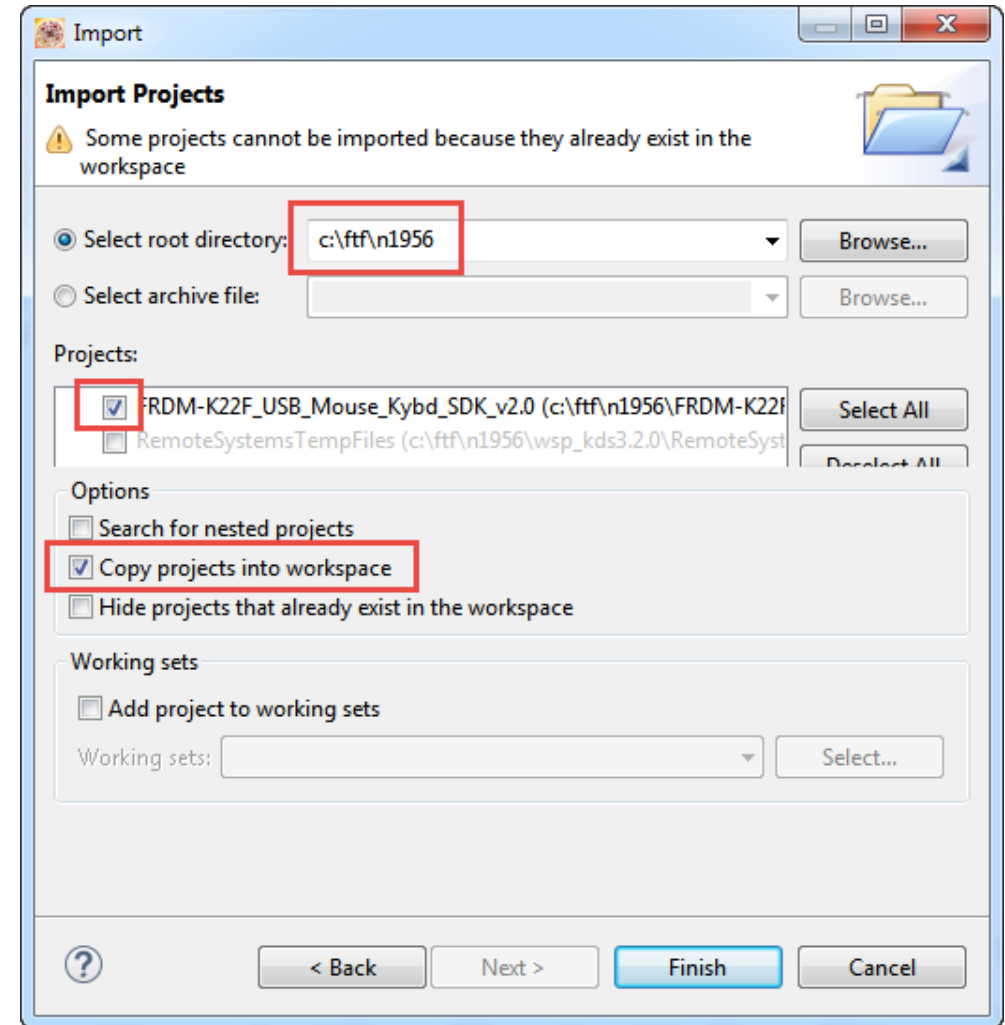 Import
Import Projects
Some projects cannot be imported because they already exist in the
workspace
Select root directory: c:\ftf\n1956 Browse...
Select archive file: Browse...
Projects:
FRDM-K22F_USB_Mouse_Kybd_SDK_v2.0 (c:\ftf\n1956\FRDM-K22F Select All
RemoteSystemsTempFiles (c:\ftf\n1956\wsp_kds3.2.0\RemoteSyst Deselect All
Options
Search for nested projects
Copy projects into workspace
Hide projects that already exist in the workspace
Working sets
Add project to working sets
Working sets: Select...
? < Back Next > Finish Cancel